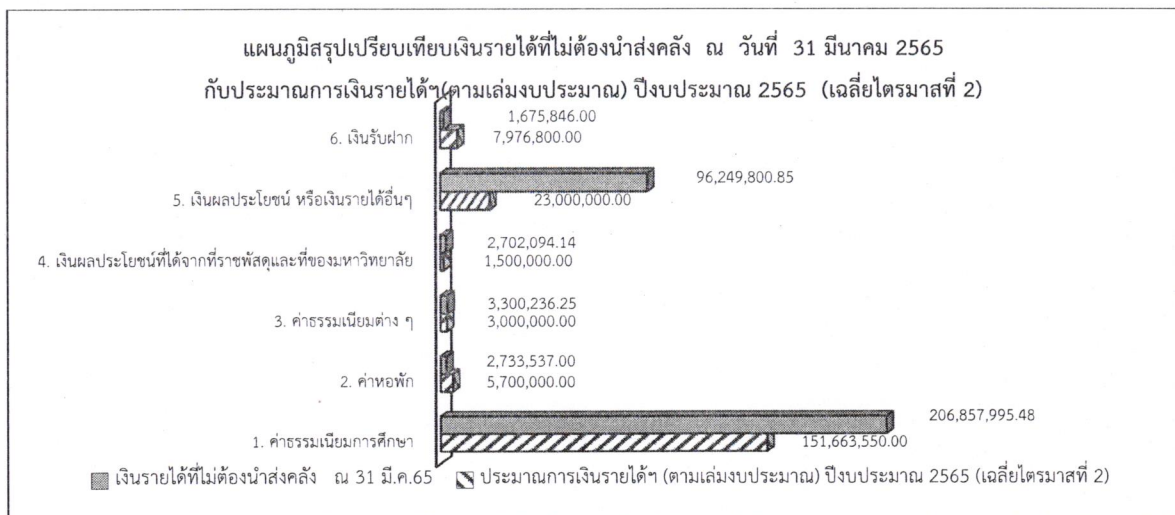 แผนภูมิสรุปเปรียบเทียบเงินรายได้ที่ไม่ต้องนำส่งคลัง ณ วันที่ 31 มีนาคม 2565
กับประมาณการเงินรายได้ฯ(ตามเล่มงบประมาณ) ปีงบประมาณ 2565 (เฉลี่ยไตรมาสที่ 2)
1,675,846.00
6. เงินรับฝาก
7,976,800.00
96,249,800.85
5. เงินผลประโยชน์ หรือเงินรายได้อื่นๆ
23,000,000.00
2,702,094.14
4. เงินผลประโยชน์ที่ได้จากที่ราชพัสดุและที่ของมหาวิทยาลัย
1,500,000.00
3,300,236.25
3. ค่าธรรมเนียมต่าง ๆ
3,000,000.00
2,733,537.00
2. ค่าหอพัก
5,700,000.00
206,857,995.48
1. ค่าธรรมเนียมการศึกษา
151,663,550.00
เงินรายได้ที่ไม่ต้องนำส่งคลัง ณ 31 มี.ค.65
ประมาณการเงินรายได้ฯ (ตามเล่มงบประมาณ) ปีงบประมาณ 2565 (เฉลี่ยไตรมาสที่ 2)